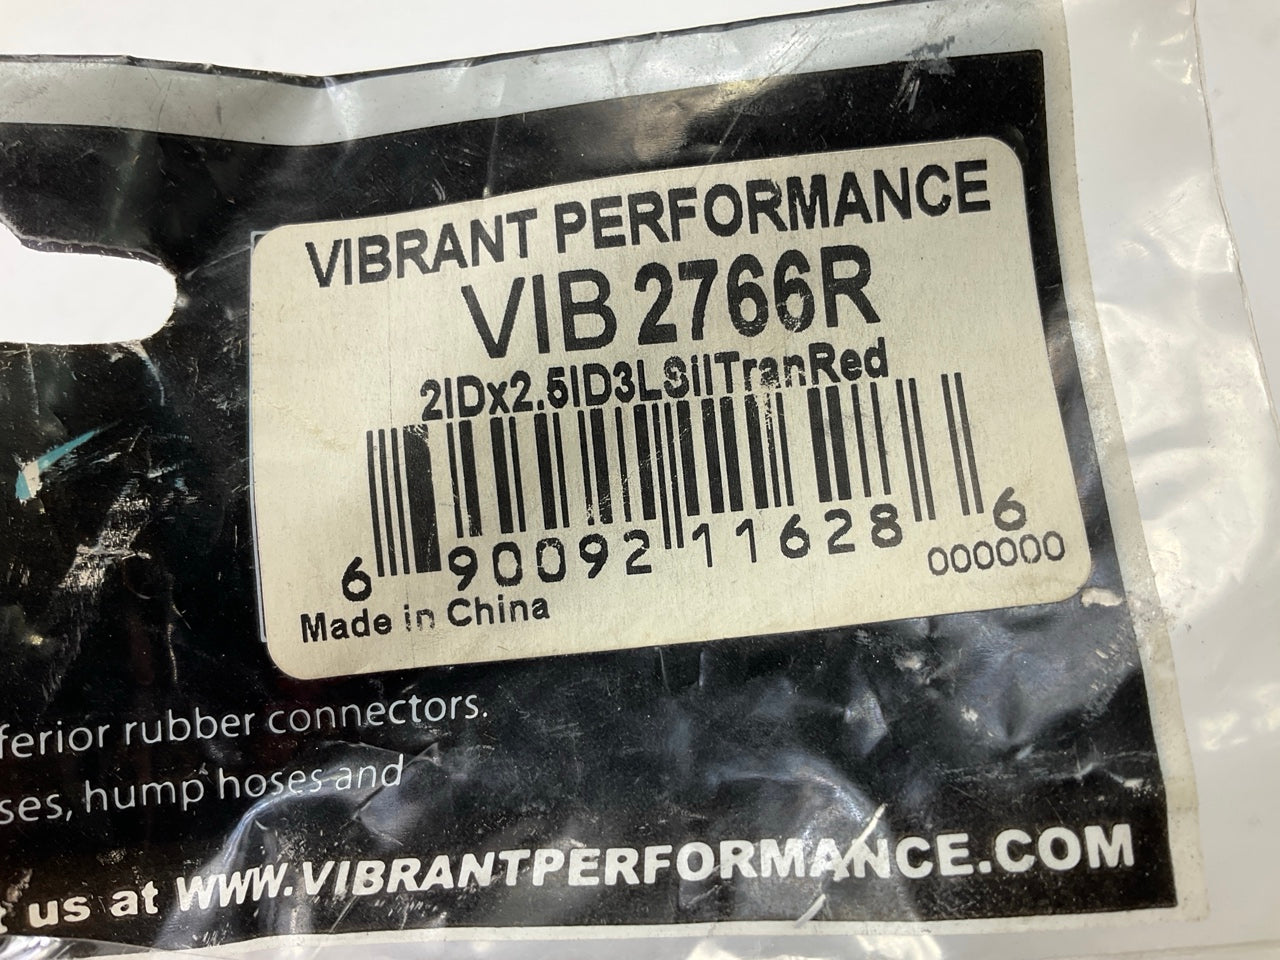 VIBRANT PERFORMANCE
VIB 2766R
2IDx2.5ID3LSilTranRed
6 90092 11628 6
000000
Made in China
ferior rubber connectors.
ses, hump hoses and
us at WWW.VIBRANTPERFORMANCE.COM